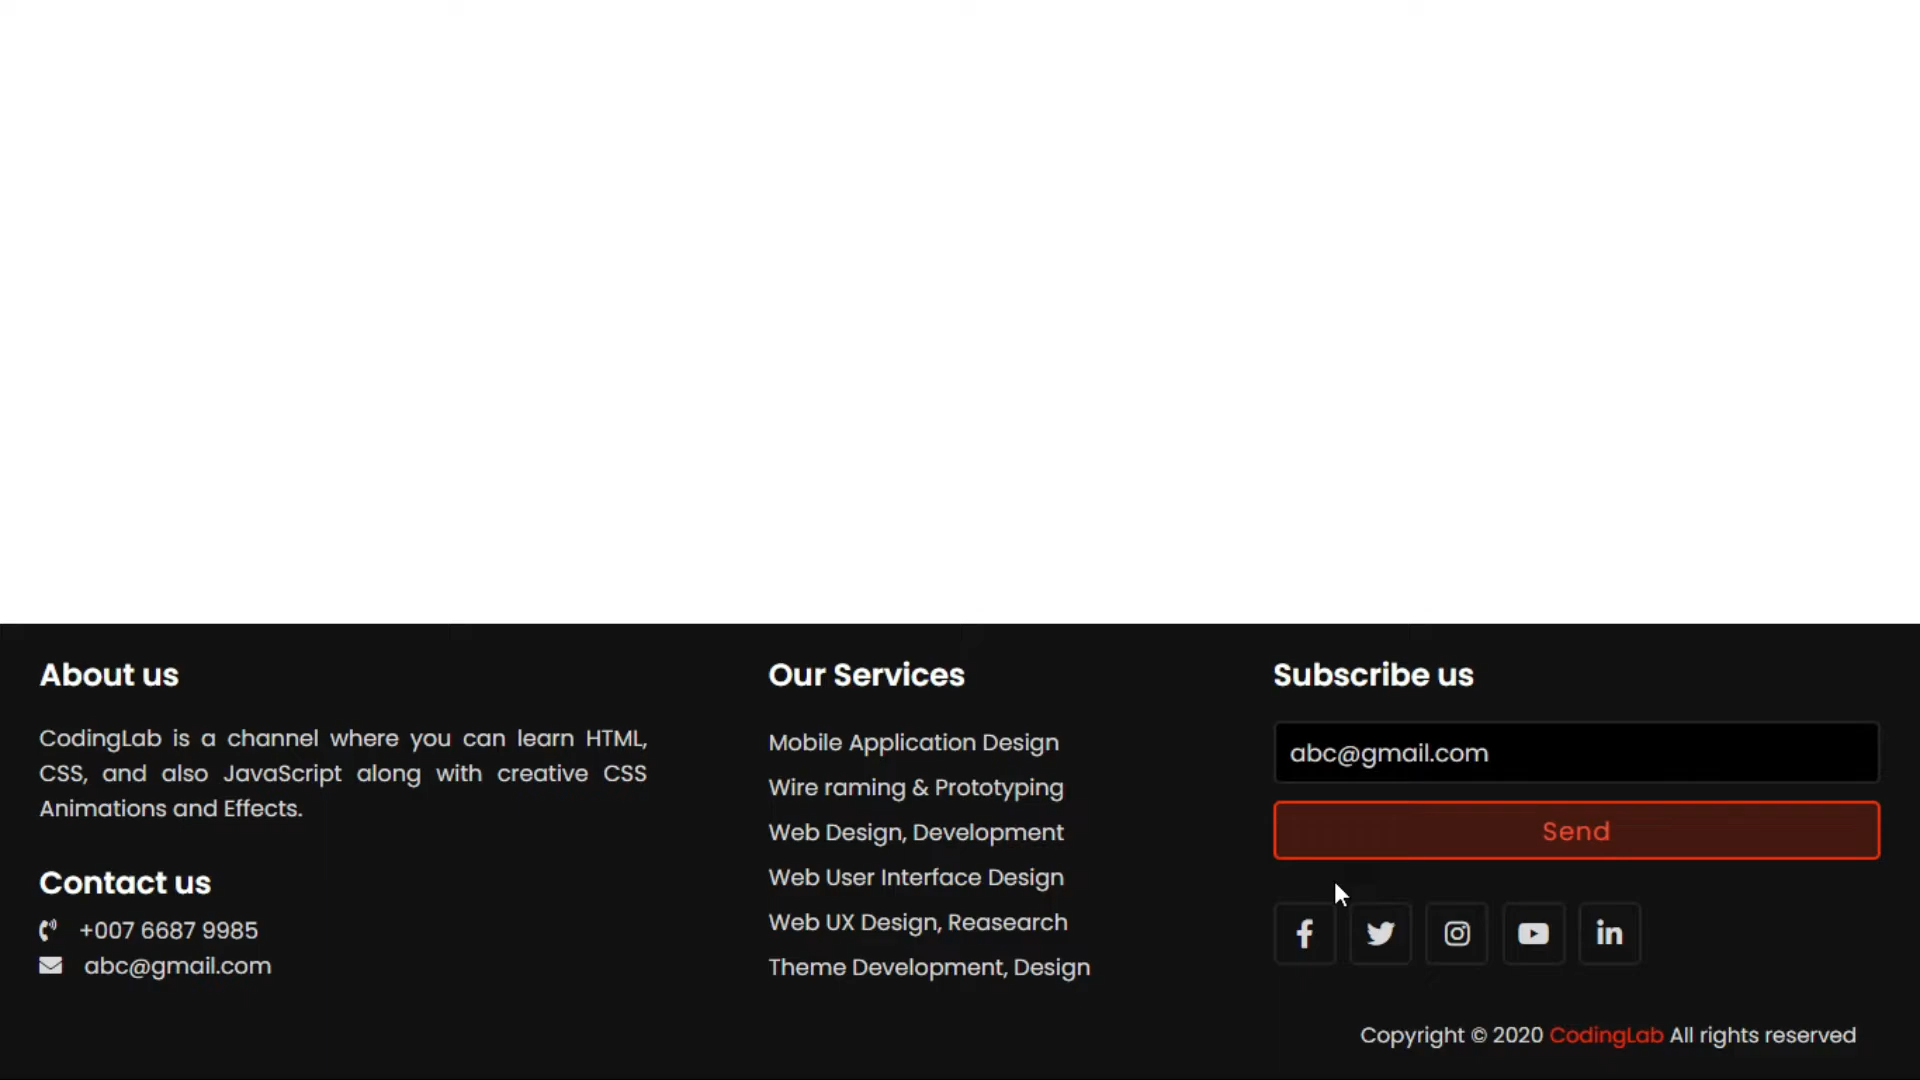 About us
CodingLab is a channel where you can learn HTML,
CSS, and also JavaScript along with creative CSS
Animations and Effects.
Contact us
+007 6687 9985
abc@gmail.com
Our Services
Mobile Application Design
Wire raming & Prototyping
Web Design, Development
Web User Interface Design
Web UX Design, Reasearch
Theme Development, Design
Subscribe us
abc@gmail.com
Send
Copyright © 2020 CodingLab All rights reserved